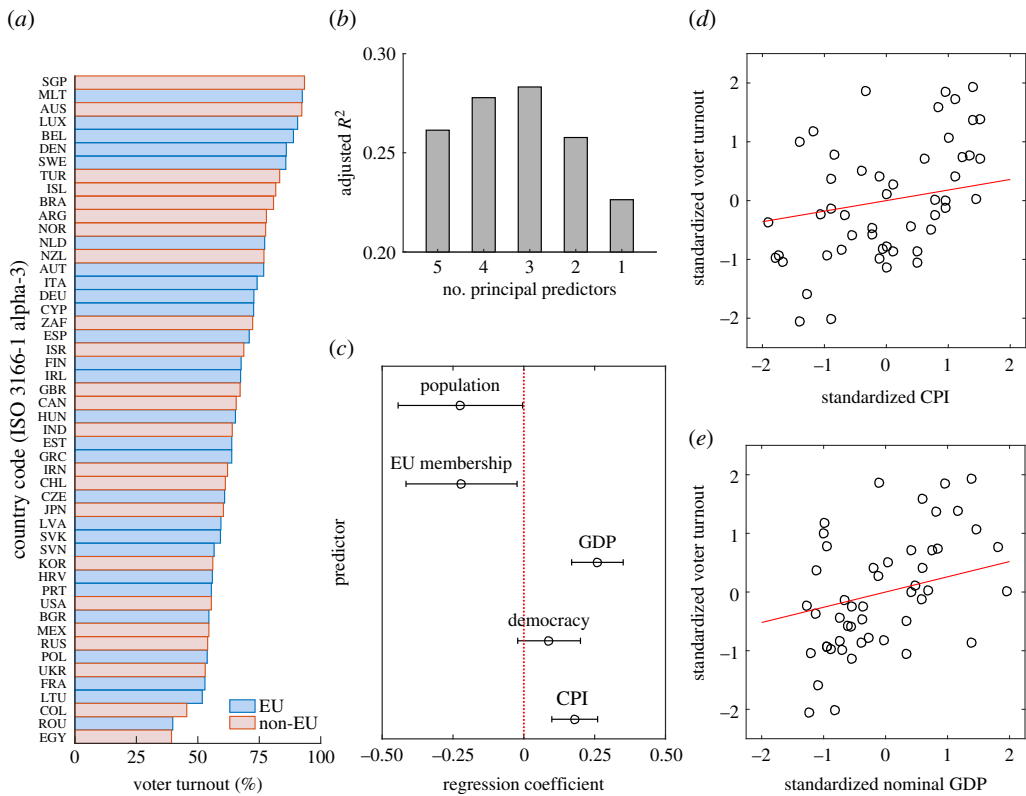 (a)
country code (ISO 3166-1 alpha-3)
SGP
MLT
AUS
LUX
BEL
DEN
SWE
TUR
ISL
BRA
ARG
NOR
NLD
NZL
AUT
ITA
DEU
CYP
ZAF
ESP
ISR
FIN
IRL
GBR
CAN
HUN
IND
EST
GRC
IRN
CHL
CZE
JPN
LVA
SVK
SVN
KOR
HRV
PRT
USA
BGR
MEX
RUS
POL
UKR
FRA
LTU
COL
ROU
EGY
EU
non-EU
0 25 50 75 100
voter turnout (%)
(b)
adjusted R²
0.30
0.25
0.20
5 4 3 2 1
no. principal predictors
(c)
predictor
population
EU membership
GDP
democracy
CPI
−0.50 −0.25 0 0.25 0.50
regression coefficient
(d)
standardized voter turnout
2
1
0
−1
−2
−2 −1 0 1 2
standardized CPI
(e)
standardized voter turnout
2
1
0
−1
−2
−2 −1 0 1 2
standardized nominal GDP